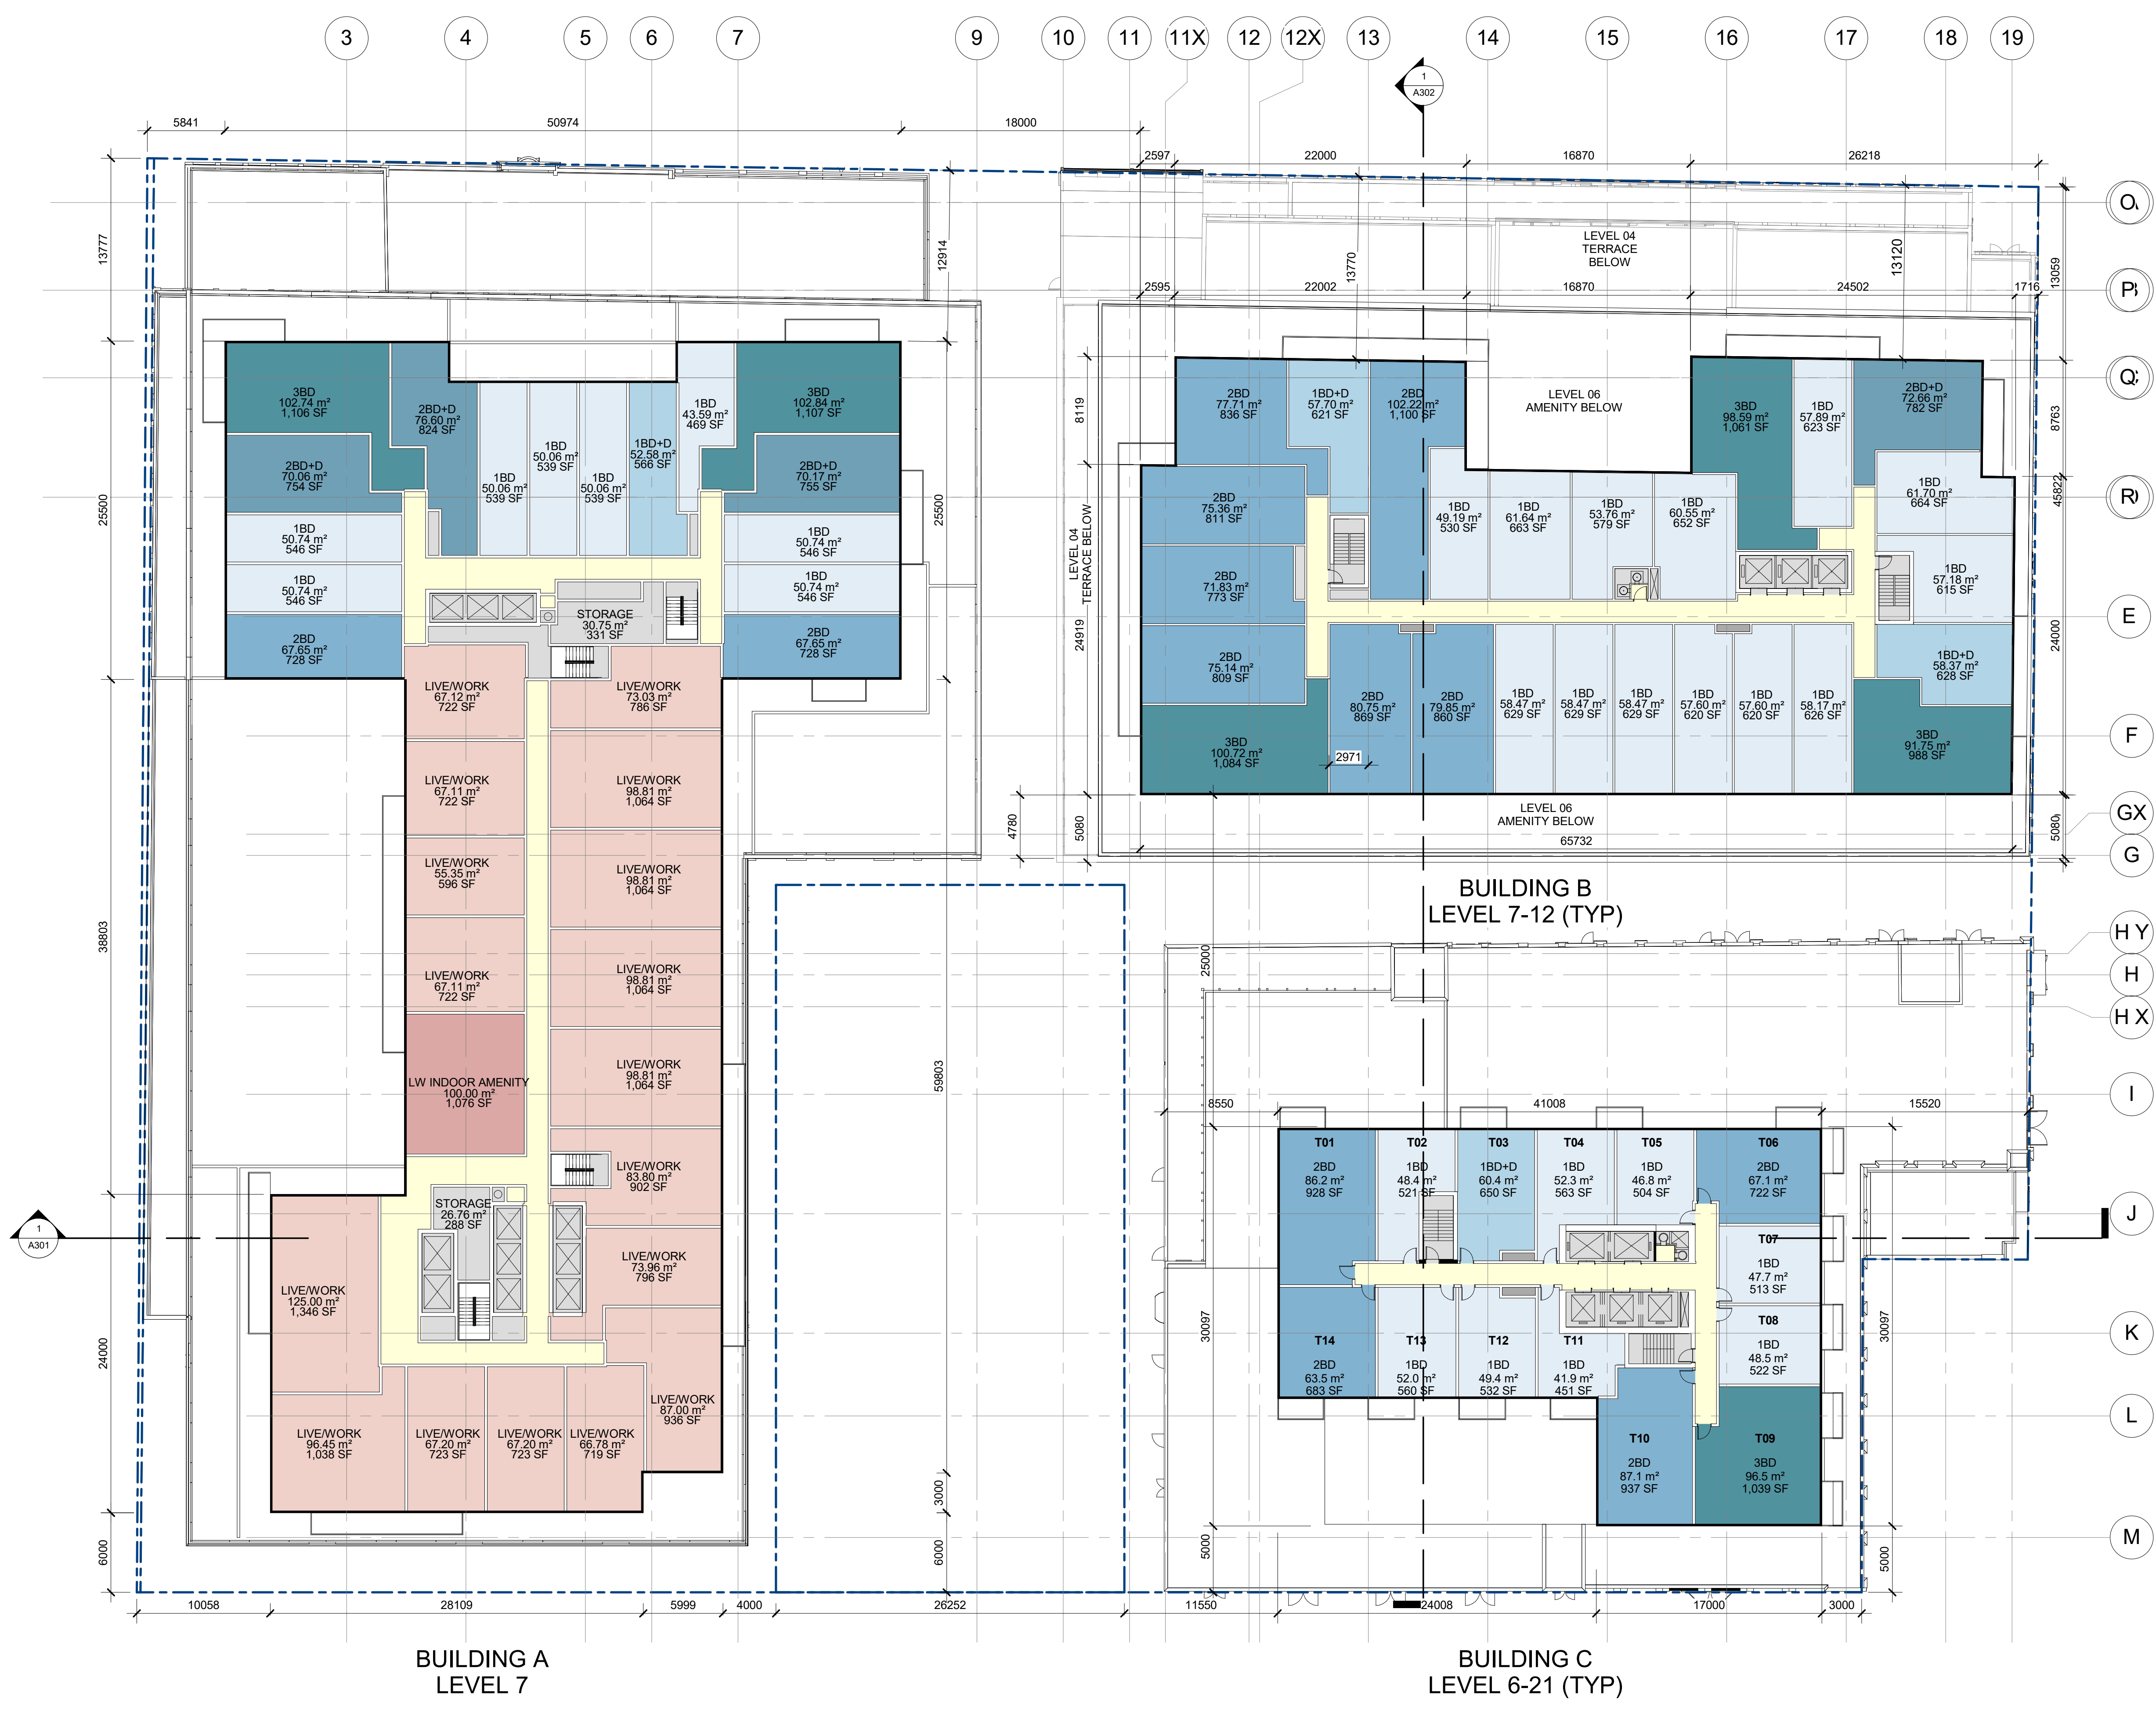 3
4
5
6
7
9
10
11
11X
12
12X
13
14
15
16
17
18
19
1
A302
5841
50974
18000
2597
22000
16870
26218
13777
12914
13770
13120
13059
LEVEL 04
TERRACE
BELOW
2595
22002
16870
24502
1716
O
P
Q
R
E
F
GX
G
H Y
H
H X
I
J
K
L
M
3BD
102.74 m²
1,106 SF
2BD+D
76.60 m²
824 SF
1BD
50.06 m²
539 SF
1BD
50.06 m²
539 SF
1BD
50.06 m²
539 SF
1BD+D
52.58 m²
566 SF
1BD
43.59 m²
469 SF
3BD
102.84 m²
1,107 SF
2BD+D
70.06 m²
754 SF
2BD+D
70.17 m²
755 SF
1BD
50.74 m²
546 SF
1BD
50.74 m²
546 SF
1BD
50.74 m²
546 SF
1BD
50.74 m²
546 SF
2BD
67.65 m²
728 SF
2BD
67.65 m²
728 SF
STORAGE
30.75 m²
331 SF
25500
25500
LIVE/WORK
67.12 m²
722 SF
LIVE/WORK
73.03 m²
786 SF
LIVE/WORK
67.11 m²
722 SF
LIVE/WORK
98.81 m²
1,064 SF
LIVE/WORK
55.35 m²
596 SF
LIVE/WORK
98.81 m²
1,064 SF
LIVE/WORK
67.11 m²
722 SF
LIVE/WORK
98.81 m²
1,064 SF
LW INDOOR AMENITY
100.00 m²
1,076 SF
LIVE/WORK
98.81 m²
1,064 SF
LIVE/WORK
83.80 m²
902 SF
STORAGE
26.76 m²
288 SF
LIVE/WORK
73.96 m²
796 SF
LIVE/WORK
125.00 m²
1,346 SF
LIVE/WORK
87.00 m²
936 SF
LIVE/WORK
96.45 m²
1,038 SF
LIVE/WORK
67.20 m²
723 SF
LIVE/WORK
67.20 m²
723 SF
LIVE/WORK
66.78 m²
719 SF
38803
59803
24000
6000
3000
6000
1
A301
10058
28109
5999
4000
26252
11550
24008
17000
3000
BUILDING A
LEVEL 7
2BD
77.71 m²
836 SF
1BD+D
57.70 m²
621 SF
2BD
102.22 m²
1,100 SF
LEVEL 06
AMENITY BELOW
3BD
98.59 m²
1,061 SF
1BD
57.89 m²
623 SF
2BD+D
72.66 m²
782 SF
2BD
75.36 m²
811 SF
1BD
49.19 m²
530 SF
1BD
61.64 m²
663 SF
1BD
53.76 m²
579 SF
1BD
60.55 m²
652 SF
1BD
61.70 m²
664 SF
2BD
71.83 m²
773 SF
1BD
57.18 m²
615 SF
2BD
75.14 m²
809 SF
1BD+D
58.37 m²
628 SF
2BD
80.75 m²
869 SF
2BD
79.85 m²
860 SF
1BD
58.47 m²
629 SF
1BD
58.47 m²
629 SF
1BD
58.47 m²
629 SF
1BD
57.60 m²
620 SF
1BD
57.60 m²
620 SF
1BD
58.17 m²
626 SF
3BD
100.72 m²
1,084 SF
3BD
91.75 m²
988 SF
2971
8119
LEVEL 04
TERRACE BELOW
24919
4780
5080
8763
45822
24000
5080
LEVEL 06
AMENITY BELOW
65732
BUILDING B
LEVEL 7-12 (TYP)
25000
8550
41008
15520
T01
2BD
86.2 m²
928 SF
T02
1BD
48.4 m²
521 SF
T03
1BD+D
60.4 m²
650 SF
T04
1BD
52.3 m²
563 SF
T05
1BD
46.8 m²
504 SF
T06
2BD
67.1 m²
722 SF
T07
1BD
47.7 m²
513 SF
T08
1BD
48.5 m²
522 SF
T14
2BD
63.5 m²
683 SF
T13
1BD
52.0 m²
560 SF
T12
1BD
49.4 m²
532 SF
T11
1BD
41.9 m²
451 SF
T10
2BD
87.1 m²
937 SF
T09
3BD
96.5 m²
1,039 SF
30097
30097
5000
5000
BUILDING C
LEVEL 6-21 (TYP)